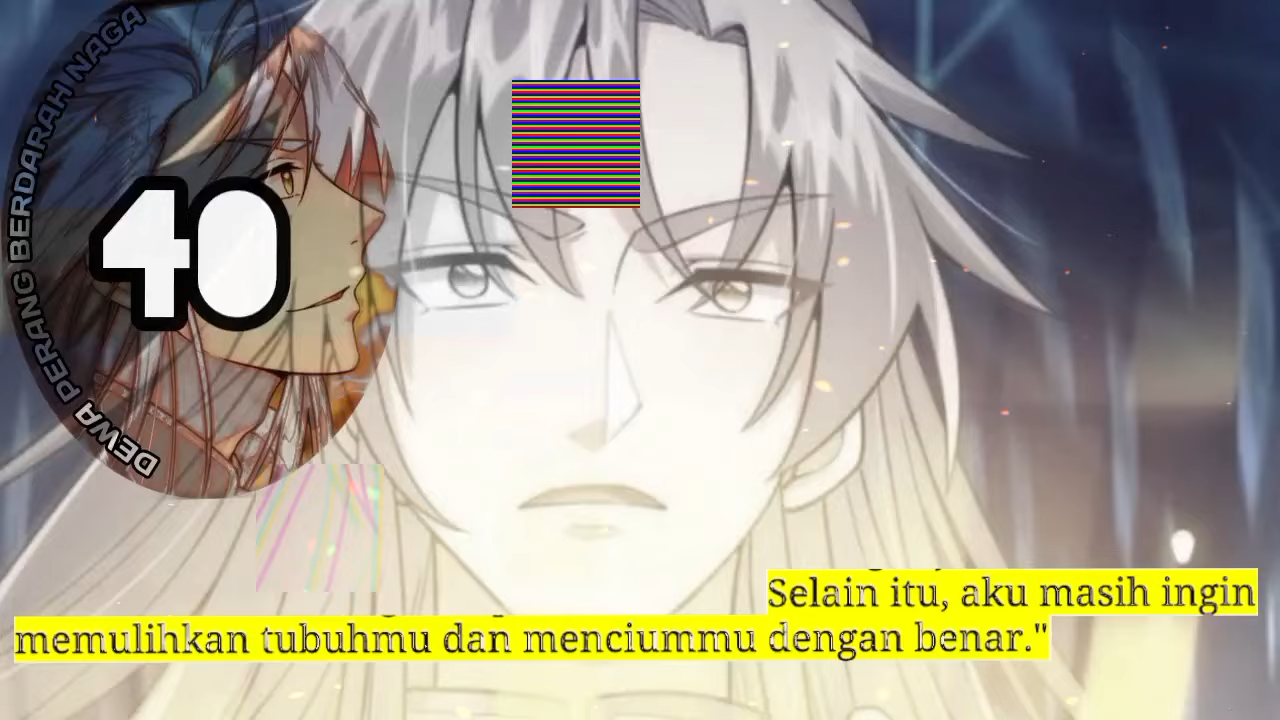 DEWA PERANG BERDARAH NAGA
40
Selain itu, aku masih ingin
memulihkan tubuhmu dan menciummu dengan benar."